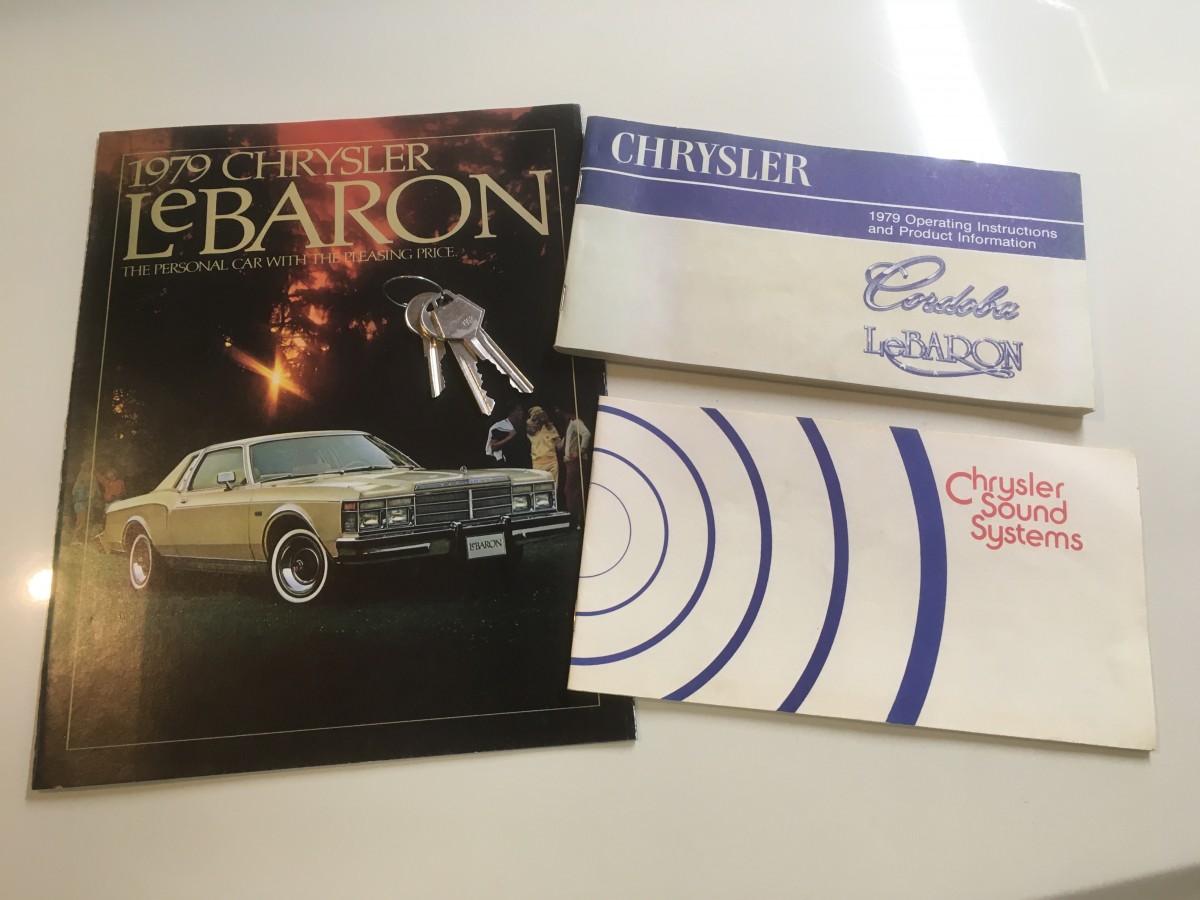 1979 CHRYSLER
LeBARON
THE PERSONAL CAR WITH THE PLEASING PRICE.
LeBARON
CHRYSLER
1979 Operating Instructions
and Product Information
Cordoba
LeBARON
Chrysler
Sound
Systems